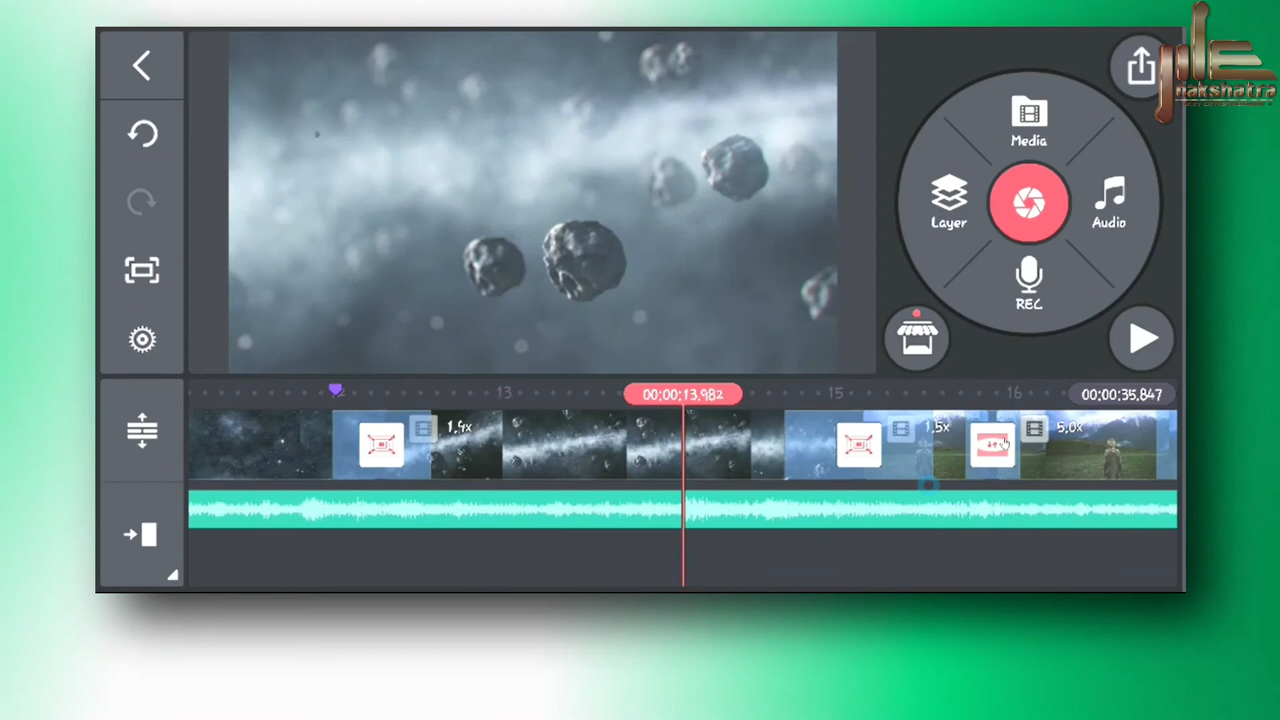 nakshatra
Media
Layer
Audio
REC
13
00:00:13,982
15
16
00:00:35,847
1.4x
1.5x
5.0x